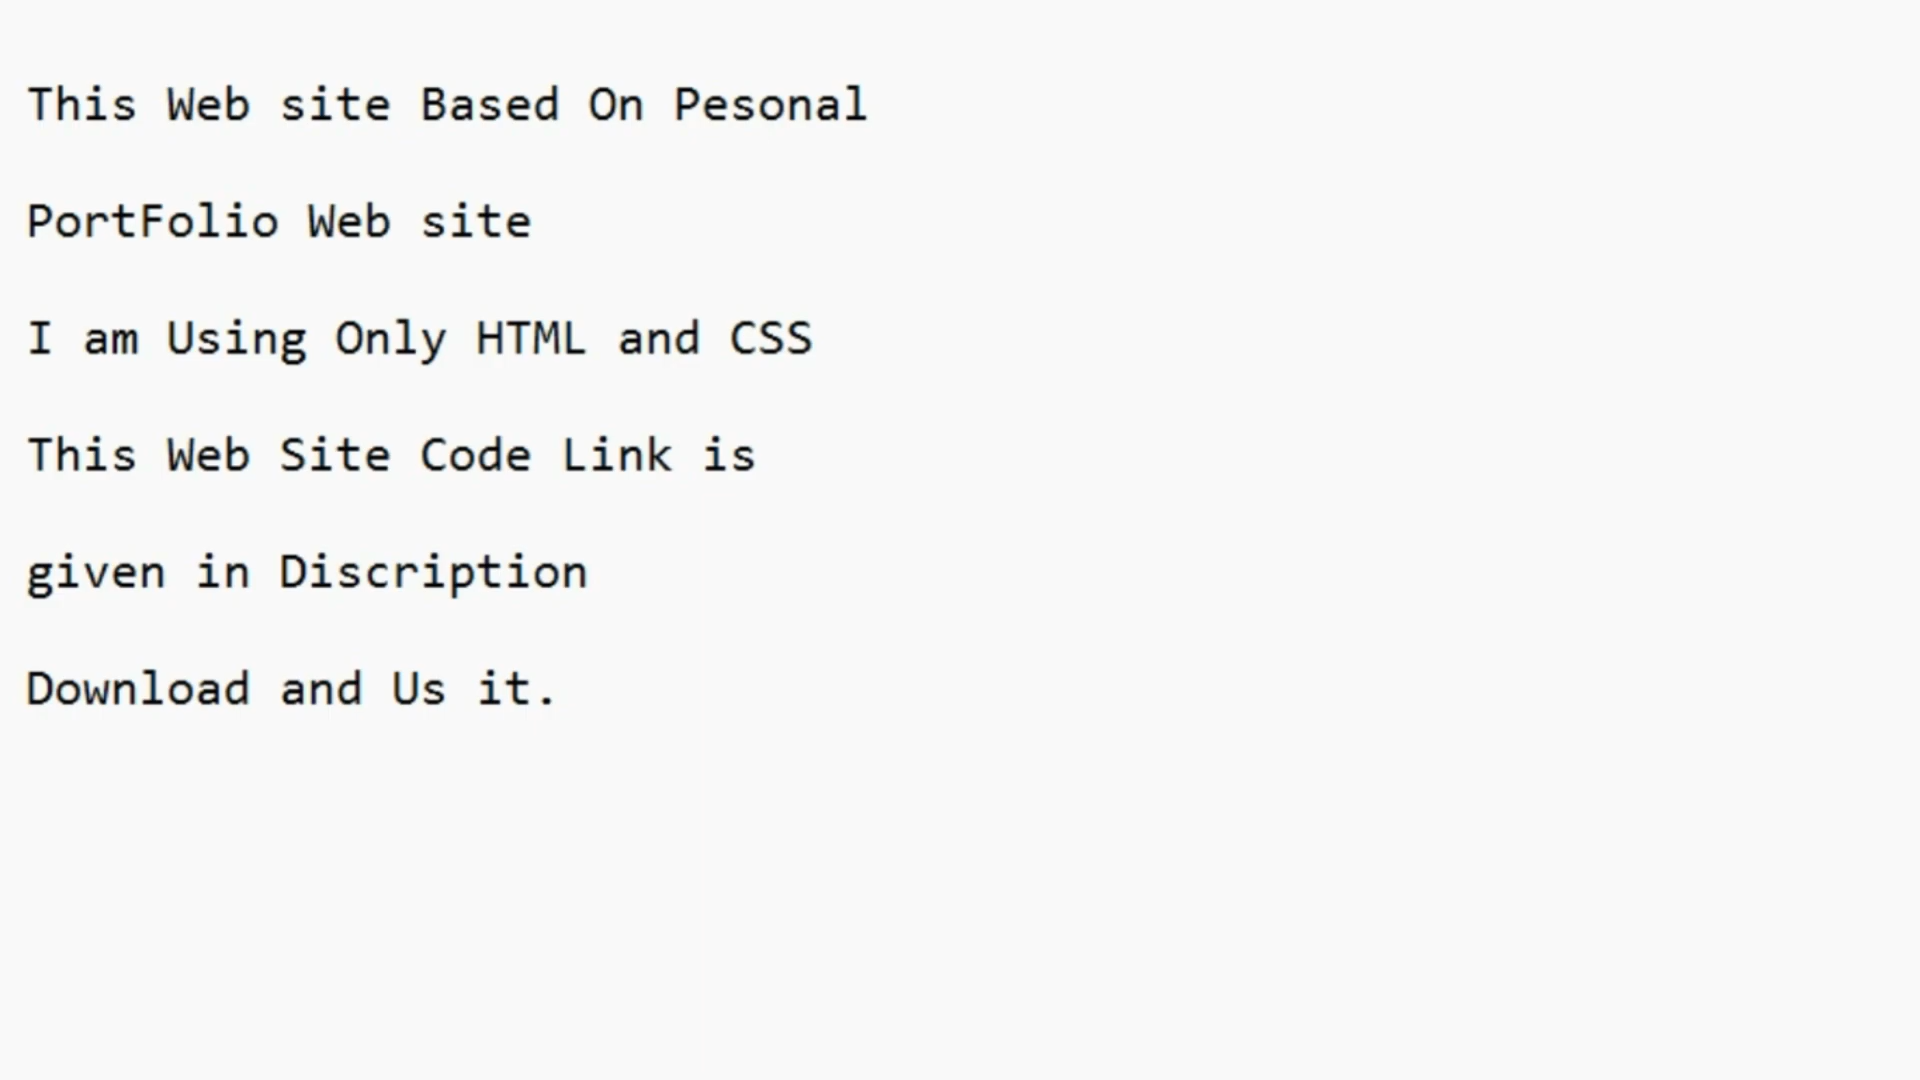 This Web site Based On Pesonal
PortFolio Web site
I am Using Only HTML and CSS
This Web Site Code Link is
given in Discription
Download and Us it.